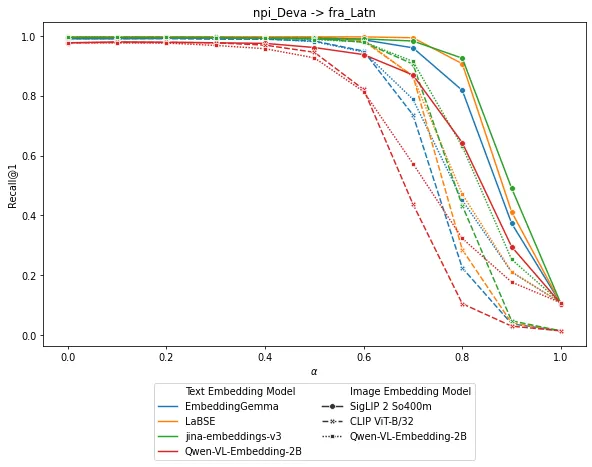 npi_Deva -> fra_Latn
1.0
0.8
0.6
0.4
0.2
0.0
Recall@1
0.0 0.2 0.4 0.6 0.8 1.0
α
Text Embedding Model Image Embedding Model
EmbeddingGemma SigLIP 2 So400m
LaBSE CLIP ViT-B/32
jina-embeddings-v3 Qwen-VL-Embedding-2B
Qwen-VL-Embedding-2B